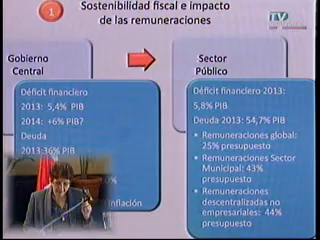 1
Sostenibilidad fiscal e impacto
de las remuneraciones
TV
Gobierno
Central
Sector
Público
Déficit financiero
2013: 5,4% PIB
2014: +6% PIB?
Deuda
2013:36% PIB
0%
inflación
Déficit financiero 2013:
5,8% PIB
Deuda 2013: 54,7% PIB
• Remuneraciones global:
25% presupuesto
• Remuneraciones Sector
Municipal: 43%
presupuesto
• Remuneraciones
descentralizadas no
empresariales: 44%
presupuesto